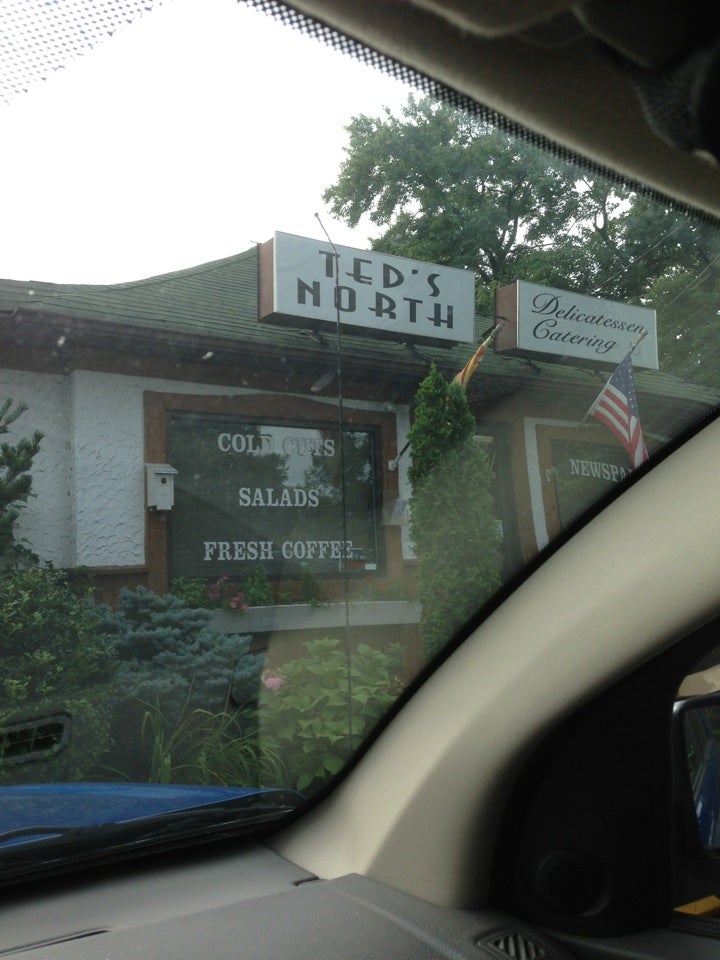 TED'S
NORTH
Delicatessen
Catering
COLD CUTS
SALADS
FRESH COFFEE